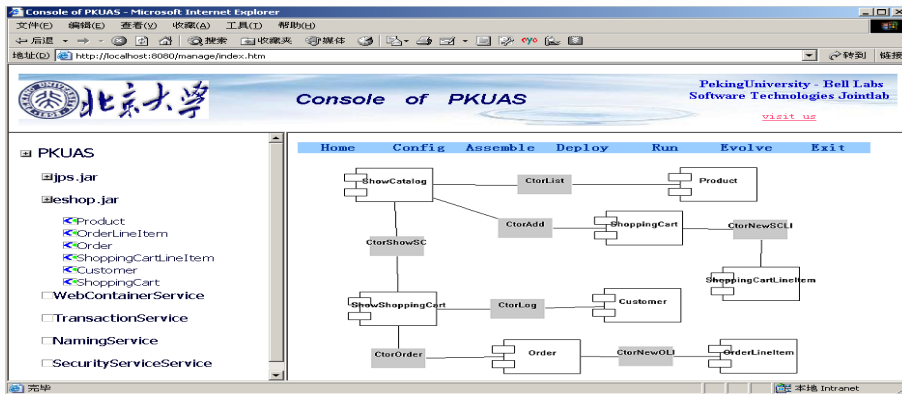 Console of PKUAS - Microsoft Internet Explorer
文件(F) 编辑(E) 查看(V) 收藏(A) 工具(T) 帮助(H)
后退 搜索 收藏夹 媒体
地址(D) http://localhost:8080/manage/index.htm 转到 链接
北京大学
Console of PKUAS
PekingUniversity - Bell Labs
Software Technologies Jointlab
visit us
PKUAS
jps.jar
eshop.jar
Product
OrderLineItem
Order
ShoppingCartLineItem
Customer
ShoppingCart
WebContainerService
TransactionService
NamingService
SecurityServiceService
Home Config Assemble Deploy Run Evolve Exit
ShowCatalog CtorList Product
CtorAdd ShoppingCart CtorNewSCLI
CtorShowSC
ShoppingCartLineItem
ShowShoppingCart CtorLog Customer
CtorOrder Order CtorNewOLI OrderLineItem
完毕 本地 Intranet